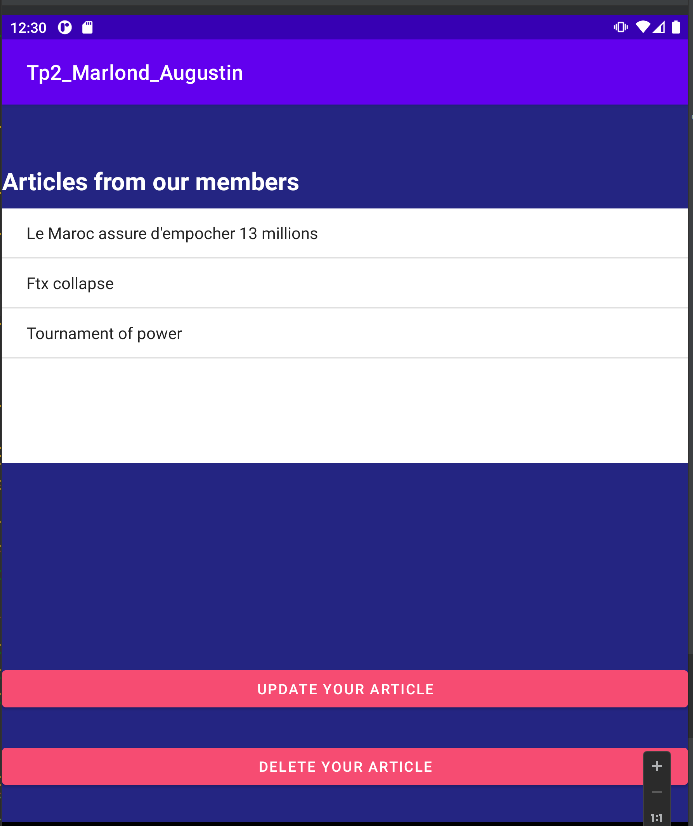 12:30
Tp2_Marlond_Augustin
Articles from our members
Le Maroc assure d'empocher 13 millions
Ftx collapse
Tournament of power
UPDATE YOUR ARTICLE
DELETE YOUR ARTICLE
+
−
1:1